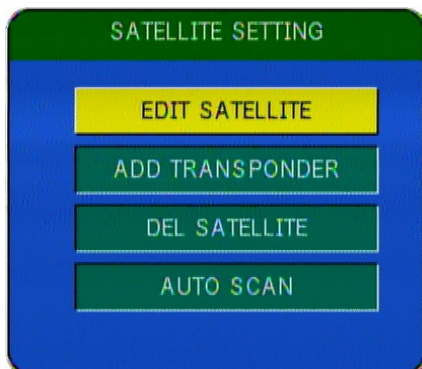 SATELLITE SETTING
EDIT SATELLITE
ADD TRANSPONDER
DEL SATELLITE
AUTO SCAN